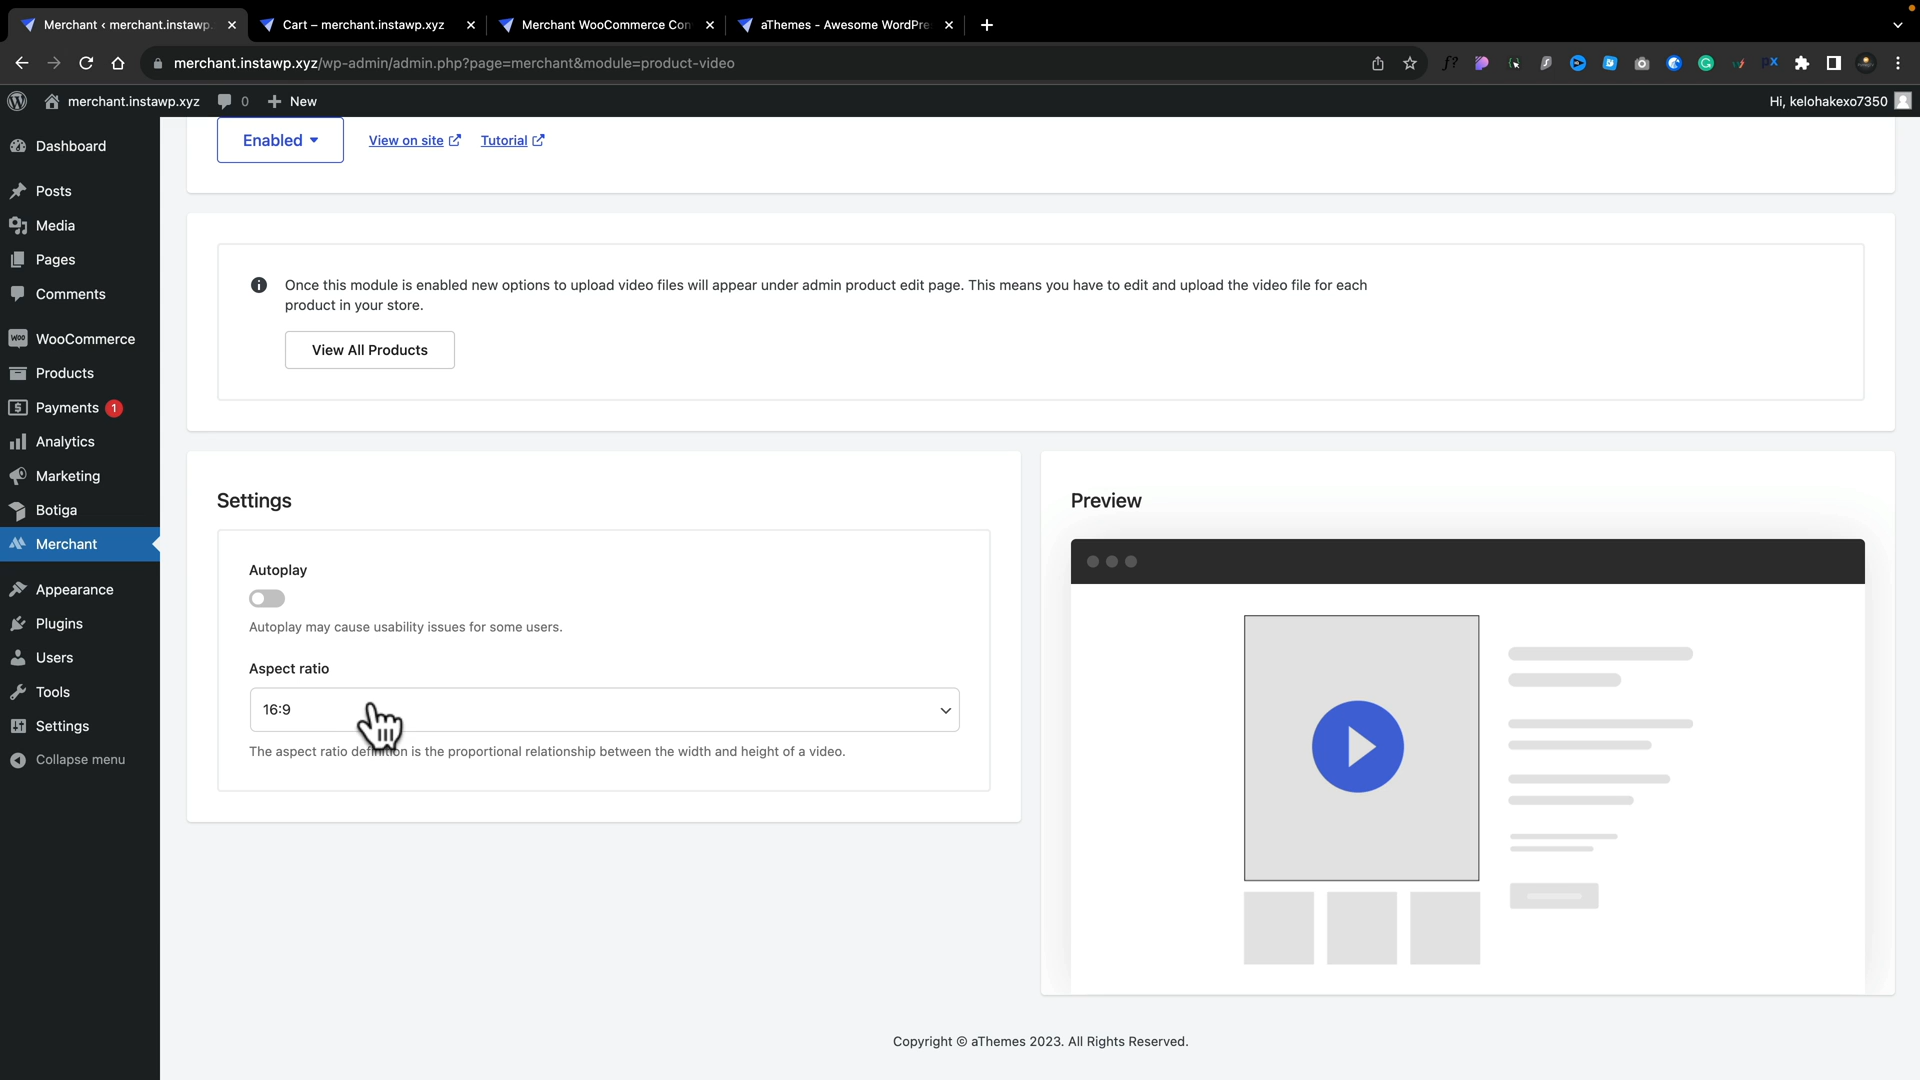 Merchant ‹ merchant.instawp.
Cart – merchant.instawp.xyz
Merchant WooCommerce Con
aThemes - Awesome WordPre
merchant.instawp.xyz/wp-admin/admin.php?page=merchant&module=product-video
merchant.instawp.xyz
0
New
Hi, kelohakexo7350
Dashboard
Posts
Media
Pages
Comments
WooCommerce
Products
Payments 1
Analytics
Marketing
Botiga
Merchant
Appearance
Plugins
Users
Tools
Settings
Collapse menu
Enabled
View on site
Tutorial
Once this module is enabled new options to upload video files will appear under admin product edit page. This means you have to edit and upload the video file for each
product in your store.
View All Products
Settings
Autoplay
Autoplay may cause usability issues for some users.
Aspect ratio
16:9
The aspect ratio definition is the proportional relationship between the width and height of a video.
Preview
Copyright © aThemes 2023. All Rights Reserved.